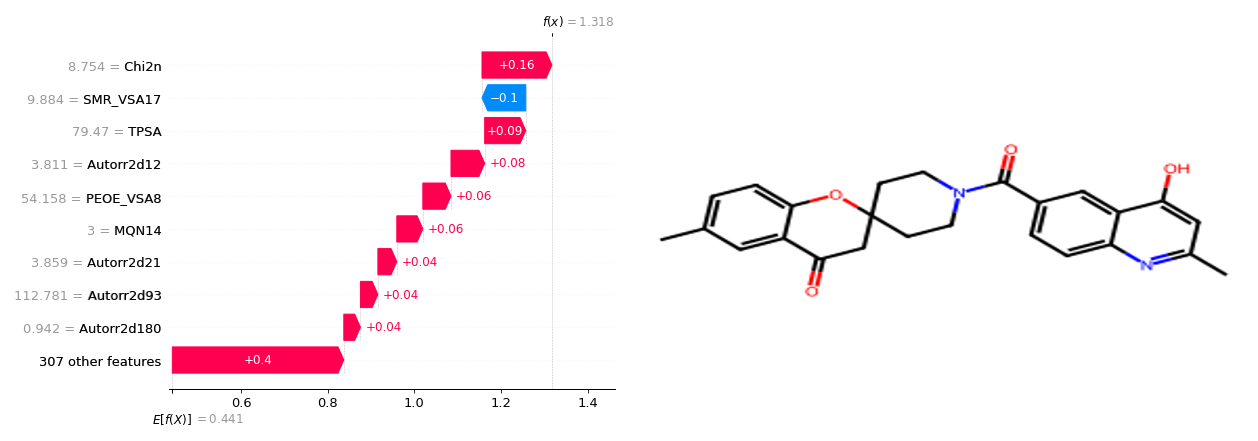 f(x) = 1.318
8.754 = Chi2n
+0.16
9.884 = SMR_VSA17
−0.1
79.47 = TPSA
+0.09
3.811 = Autorr2d12
+0.08
54.158 = PEOE_VSA8
+0.06
3 = MQN14
+0.06
3.859 = Autorr2d21
+0.04
112.781 = Autorr2d93
+0.04
0.942 = Autorr2d180
+0.04
307 other features
+0.4
0.6 0.8 1.0 1.2 1.4
E[f(X)] = 0.441
O
O
N
O
OH
N